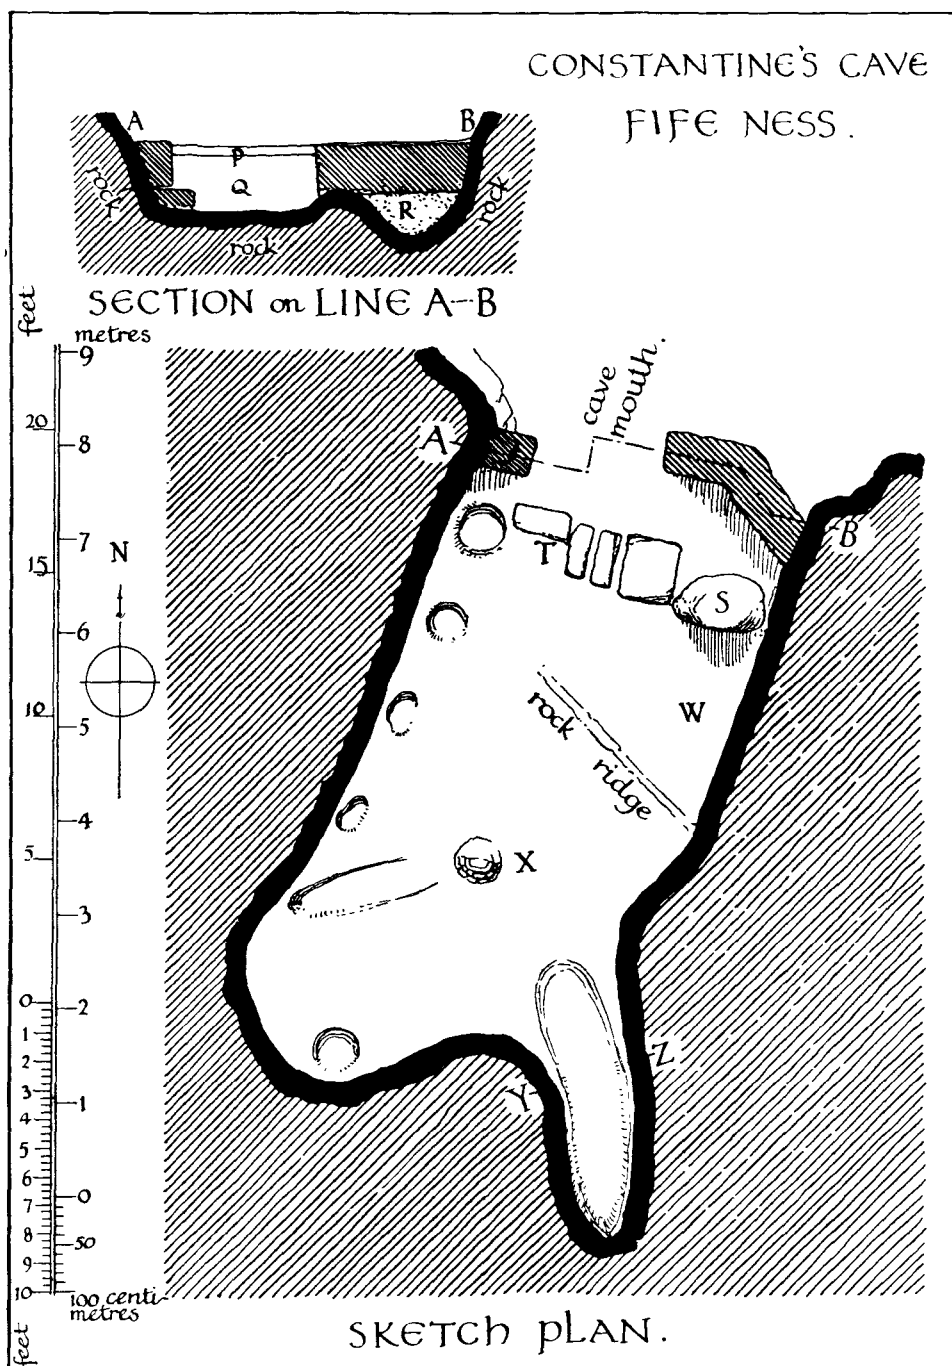 CONSTANTINE'S CAVE
FIFE NESS.
A
B
P
Q
R
rock
rock
rock
SECTION on LINE A-B
feet
metres
9
20
8
7
15
6
10
5
4
5
3
0
2
1
2
3
1
4
5
6
0
7
8
50
9
10
100 centi-
metres
feet
N
cave
mouth.
A
B
T
S
W
rock
ridge
X
Y
Z
SKETCH PLAN.